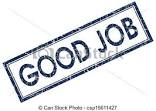 GOOD JOB
© Can Stock Photo - csp15611427